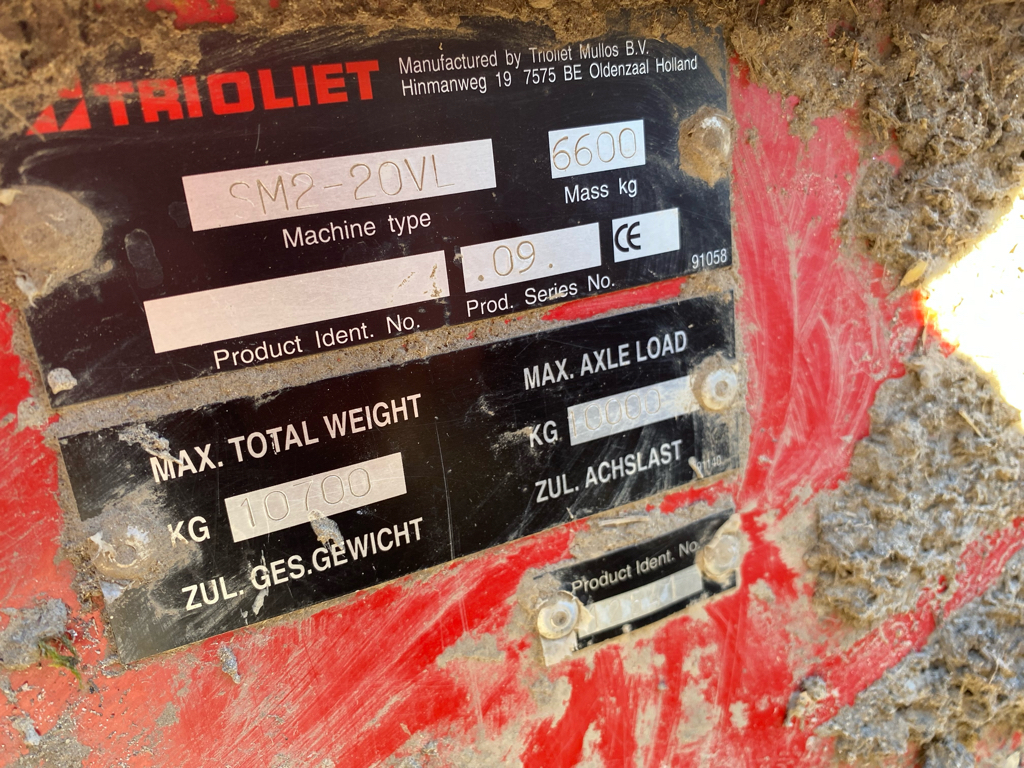 TRIOLIET
Manufactured by Trioliet Mullos B.V.
Hinmanweg 19 7575 BE Oldenzaal Holland
SM2-20VL
Machine type
6600
Mass kg
Product Ident. No.
.09.
Prod. Series No.
CE
91058
MAX. TOTAL WEIGHT
KG 10700
ZUL. GES.GEWICHT
MAX. AXLE LOAD
KG 10000
ZUL. ACHSLAST
Product Ident. No.